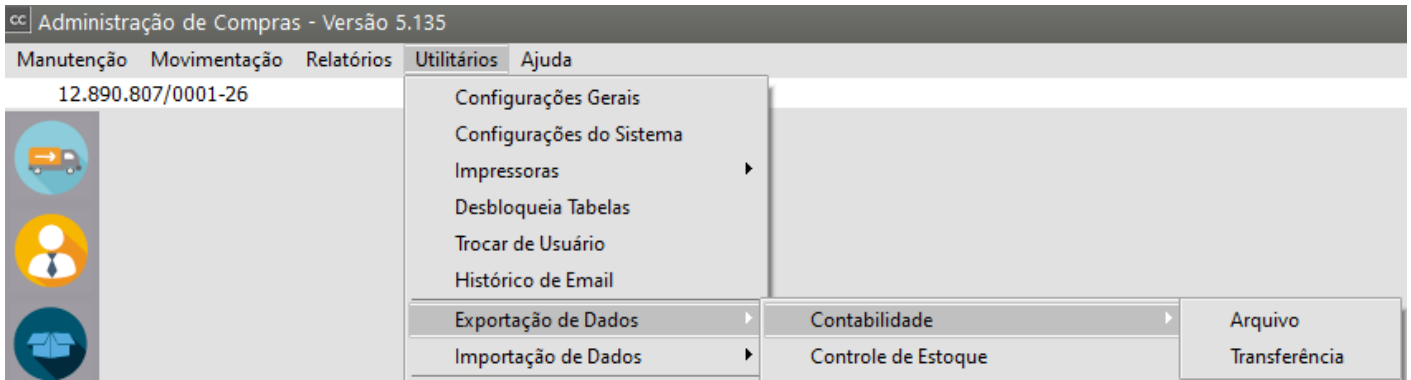 CC Administração de Compras - Versão 5.135
Manutenção Movimentação Relatórios Utilitários Ajuda
12.890.807/0001-26
Configurações Gerais
Configurações do Sistema
Impressoras
Desbloqueia Tabelas
Trocar de Usuário
Histórico de Email
Exportação de Dados Contabilidade Arquivo
Importação de Dados Controle de Estoque Transferência